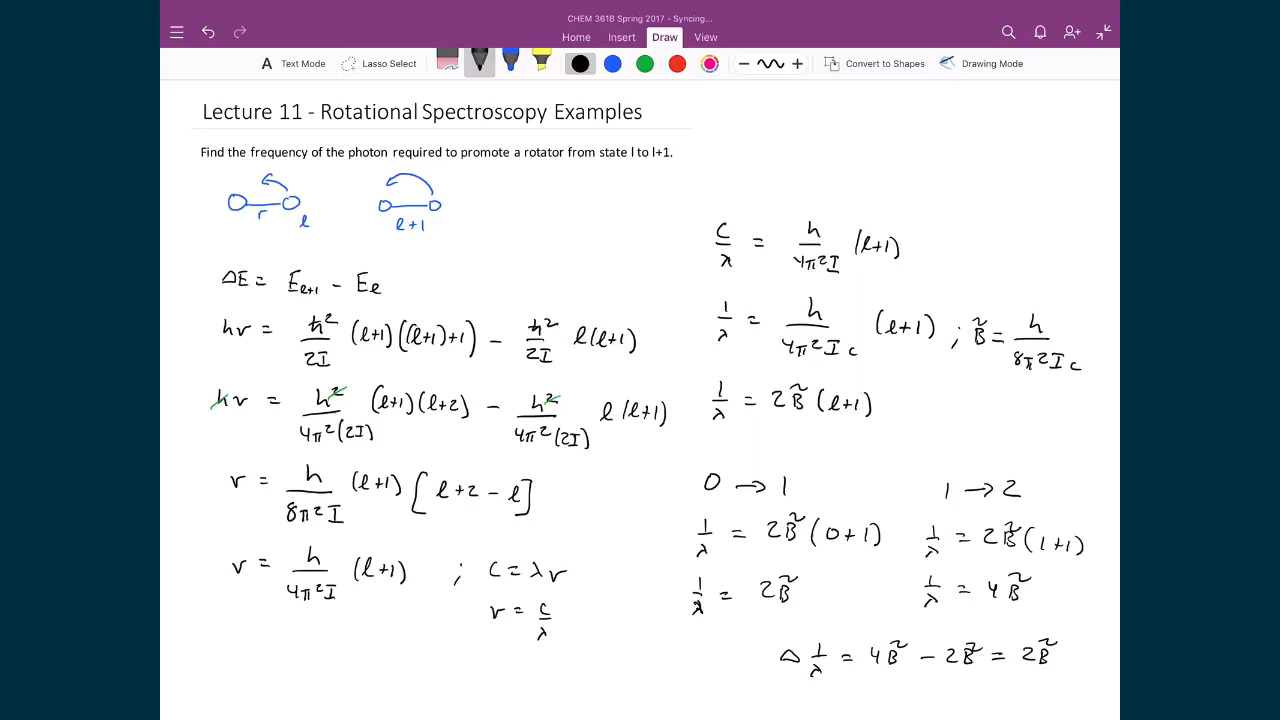 CHEM 361B Spring 2017 - Syncing...
Home Insert Draw View
A Text Mode Lasso Select Convert to Shapes Drawing Mode
Lecture 11 - Rotational Spectroscopy Examples
Find the frequency of the photon required to promote a rotator from state l to l+1.
r ℓ ℓ+1
ΔE = Eℓ+1 − Eℓ
hν = ħ²/2I (ℓ+1)((ℓ+1)+1) − ħ²/2I ℓ(ℓ+1)
hν = h²/4π²(2I) (ℓ+1)(ℓ+2) − h²/4π²(2I) ℓ(ℓ+1)
ν = h/8π²I (ℓ+1)[ℓ+2−ℓ]
ν = h/4π²I (ℓ+1) ; c = λν
ν = c/λ
c/λ = h/4π²I (ℓ+1)
1/λ = h/4π²Ic (ℓ+1) ; B̃ = h/8π²Ic
1/λ = 2B̃(ℓ+1)
0 → 1
1/λ = 2B̃(0+1)
1/λ = 2B̃
1 → 2
1/λ = 2B̃(1+1)
1/λ = 4B̃
Δ 1/λ = 4B̃ − 2B̃ = 2B̃